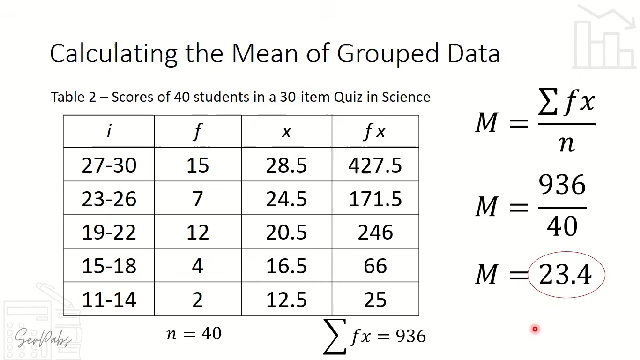 Calculating the Mean of Grouped Data
Table 2 – Scores of 40 students in a 30 item Quiz in Science
i f x f x
27-30 15 28.5 427.5
23-26 7 24.5 171.5
19-22 12 20.5 246
15-18 4 16.5 66
11-14 2 12.5 25
n = 40 ∑ fx = 936
M = ∑ fx / n
M = 936 / 40
M = 23.4
SerPabs